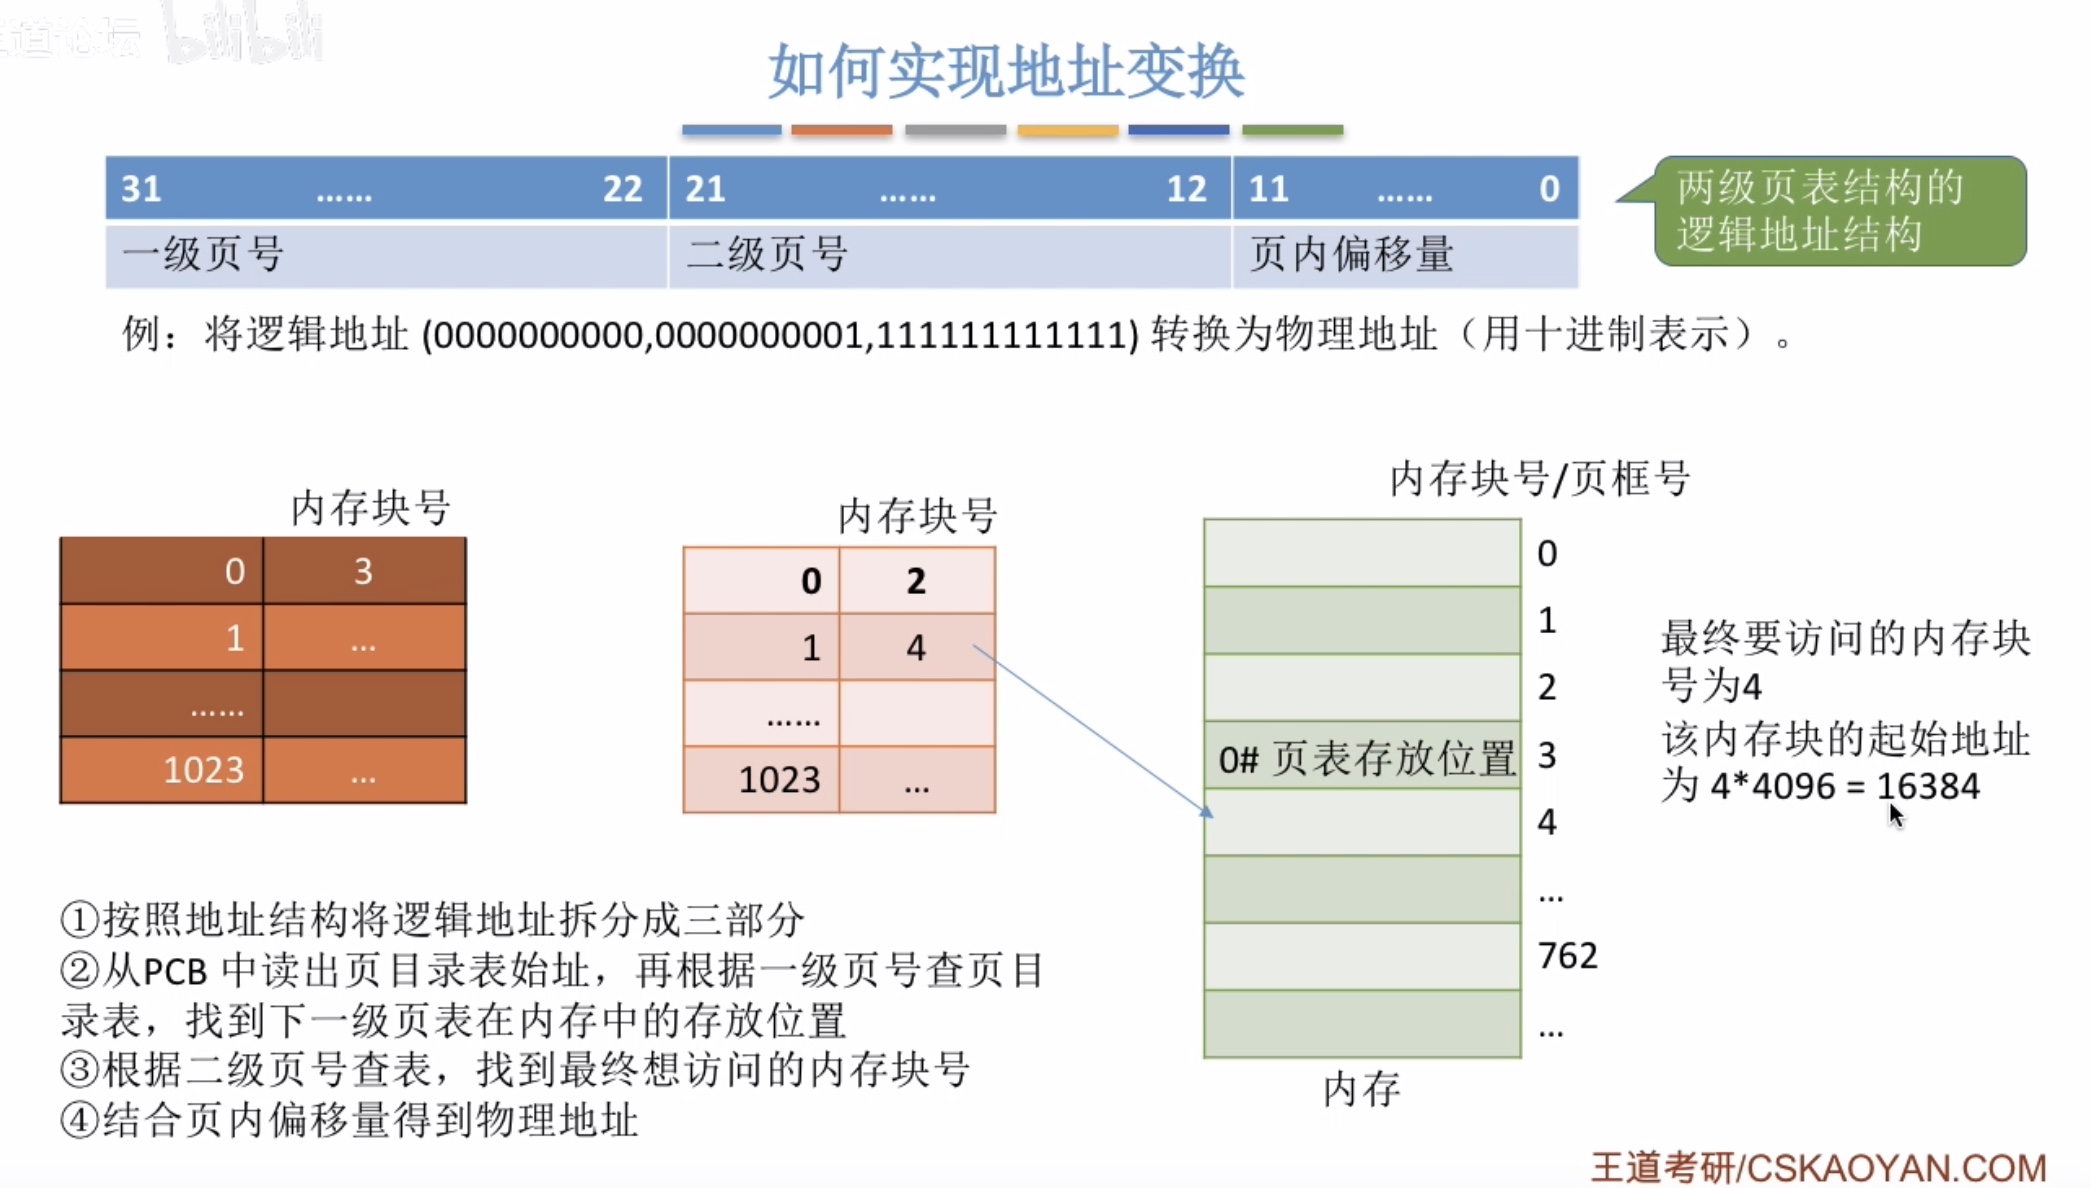 道论坛 bilibili
如何实现地址变换
31 …… 22 21 …… 12 11 …… 0
一级页号 二级页号 页内偏移量
两级页表结构的
逻辑地址结构
例：将逻辑地址 (0000000000,0000000001,111111111111) 转换为物理地址（用十进制表示）。
内存块号
0 3
1 ...
……
1023 ...
内存块号
0 2
1 4
……
1023 ...
内存块号/页框号
0
1
2
0# 页表存放位置 3
4
...
762
...
内存
最终要访问的内存块
号为4
该内存块的起始地址
为 4*4096 = 16384
①按照地址结构将逻辑地址拆分成三部分
②从PCB 中读出页目录表始址，再根据一级页号查页目
录表，找到下一级页表在内存中的存放位置
③根据二级页号查表，找到最终想访问的内存块号
④结合页内偏移量得到物理地址
王道考研/CSKAOYAN.COM